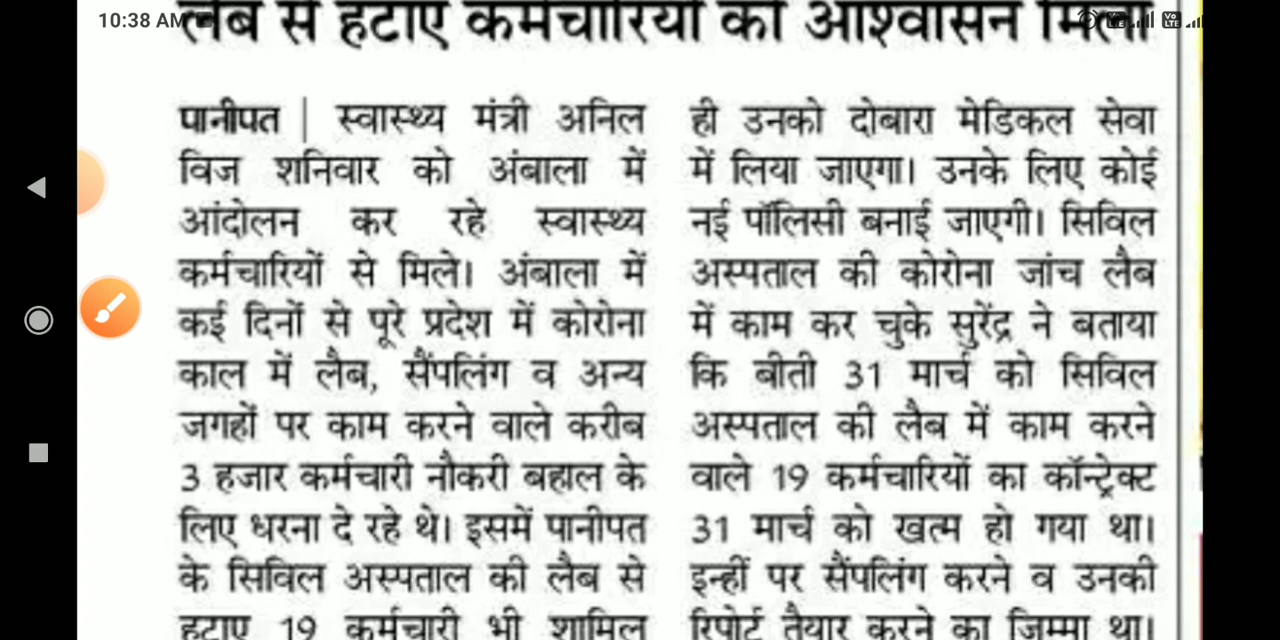 10:38 AM
लैब से हटाए कर्मचारियों को आश्वासन मिला
पानीपत | स्वास्थ्य मंत्री अनिल
विज शनिवार को अंबाला में
आंदोलन कर रहे स्वास्थ्य
कर्मचारियों से मिले। अंबाला में
कई दिनों से पूरे प्रदेश में कोरोना
काल में लैब, सैंपलिंग व अन्य
जगहों पर काम करने वाले करीब
3 हजार कर्मचारी नौकरी बहाल के
लिए धरना दे रहे थे। इसमें पानीपत
के सिविल अस्पताल की लैब से
हटाए 19 कर्मचारी भी शामिल
ही उनको दोबारा मेडिकल सेवा
में लिया जाएगा। उनके लिए कोई
नई पॉलिसी बनाई जाएगी। सिविल
अस्पताल की कोरोना जांच लैब
में काम कर चुके सुरेंद्र ने बताया
कि बीती 31 मार्च को सिविल
अस्पताल की लैब में काम करने
वाले 19 कर्मचारियों का कॉन्ट्रेक्ट
31 मार्च को खत्म हो गया था।
इन्हीं पर सैंपलिंग करने व उनकी
रिपोर्ट तैयार करने का जिम्मा था।